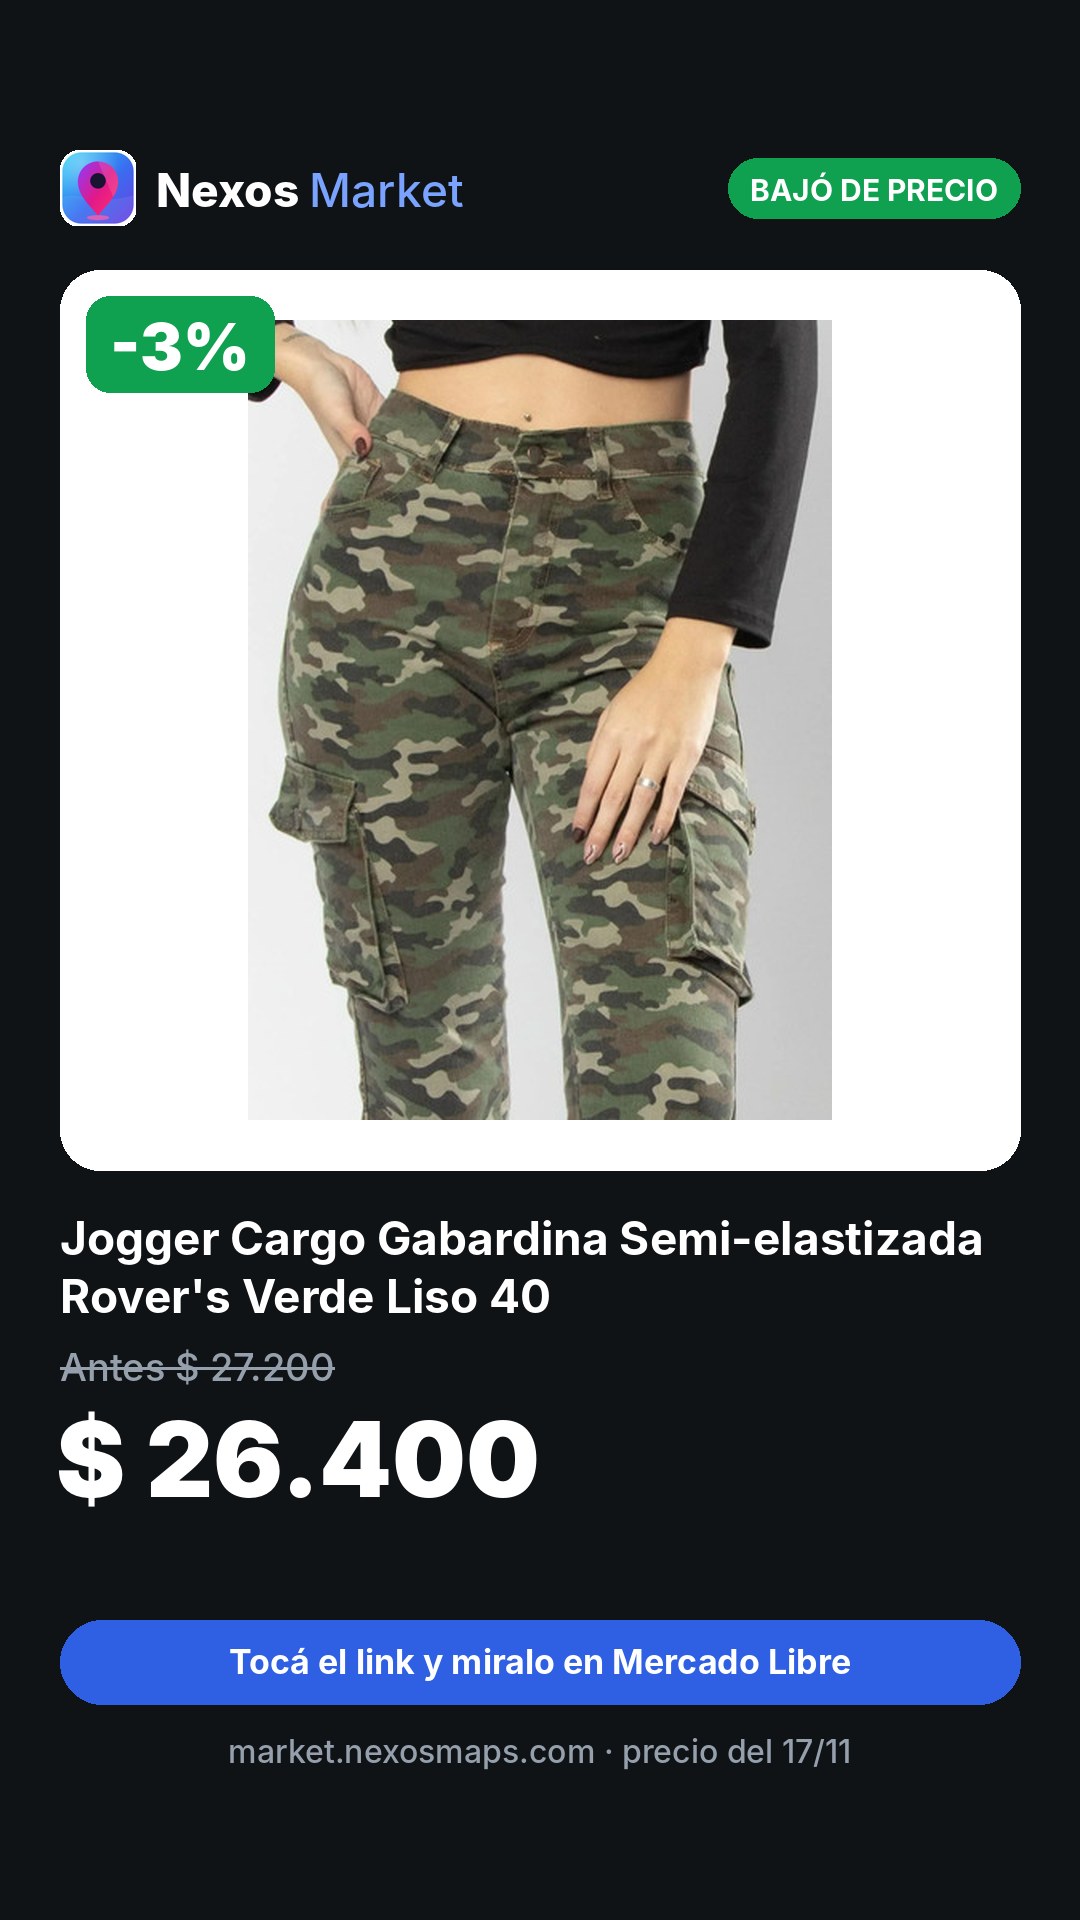 Nexos Market
BAJÓ DE PRECIO
-3%
Jogger Cargo Gabardina Semi-elastizada
Rover's Verde Liso 40
Antes $ 27.200
$ 26.400
Tocá el link y miralo en Mercado Libre
market.nexosmaps.com · precio del 17/11